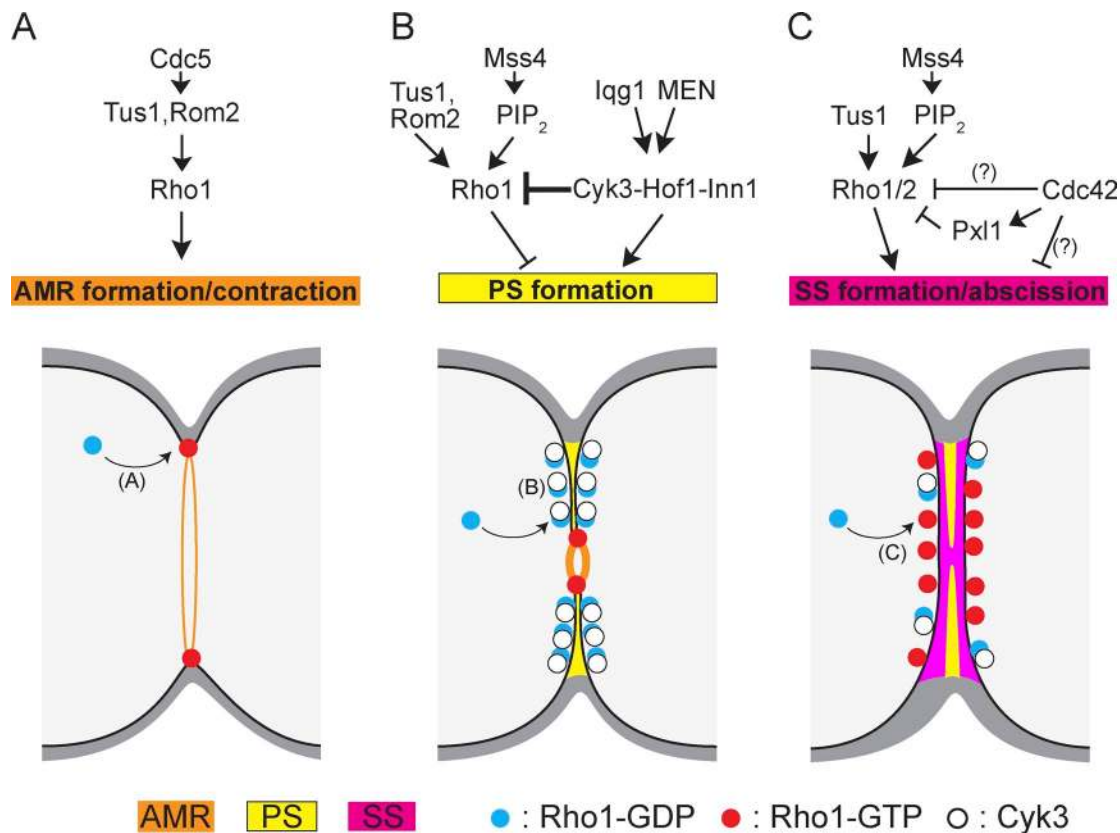 A
Cdc5
Tus1,Rom2
Rho1
AMR formation/contraction
(A)
B
Mss4
Tus1,
Rom2
PIP2
Iqg1 MEN
Rho1
Cyk3-Hof1-Inn1
PS formation
(B)
C
Mss4
Tus1
PIP2
(?)
Rho1/2
Cdc42
Pxl1
(?)
SS formation/abscission
(C)
AMR PS SS : Rho1-GDP : Rho1-GTP : Cyk3